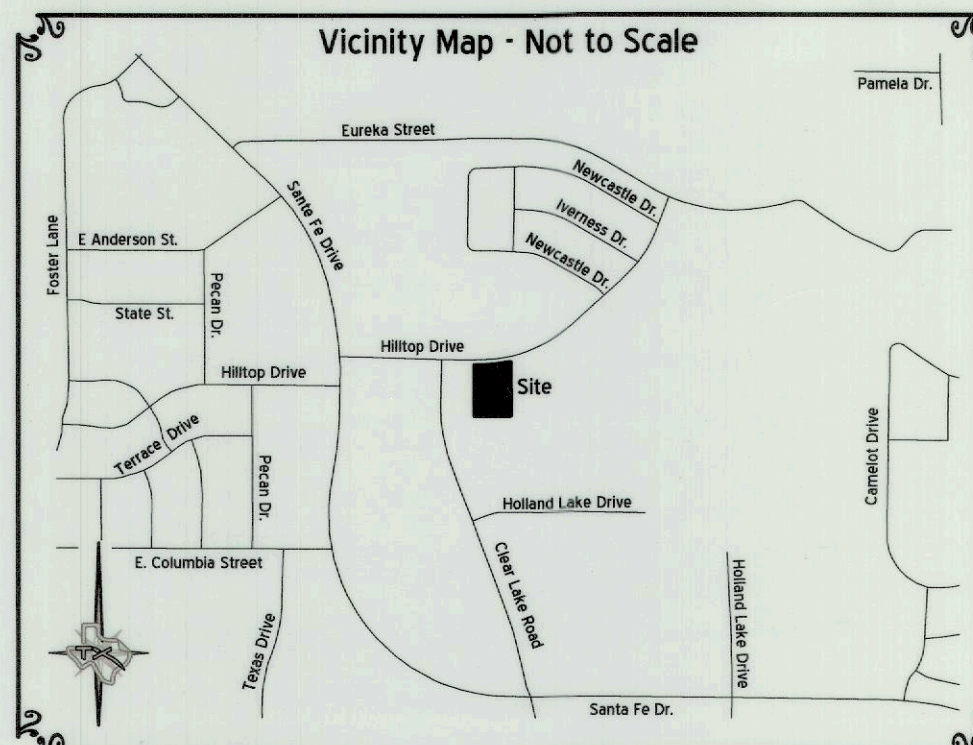 Vicinity Map - Not to Scale
Pamela Dr.
Eureka Street
Newcastle Dr.
Iverness Dr.
Newcastle Dr.
Sante Fe Drive
Foster Lane
E Anderson St.
Pecan Dr.
State St.
Hilltop Drive
Hilltop Drive
Site
Terrace Drive
Camelot Drive
Pecan Dr.
Holland Lake Drive
E. Columbia Street
Clear Lake Road
Holland Lake Drive
Texas Drive
TX
Santa Fe Dr.